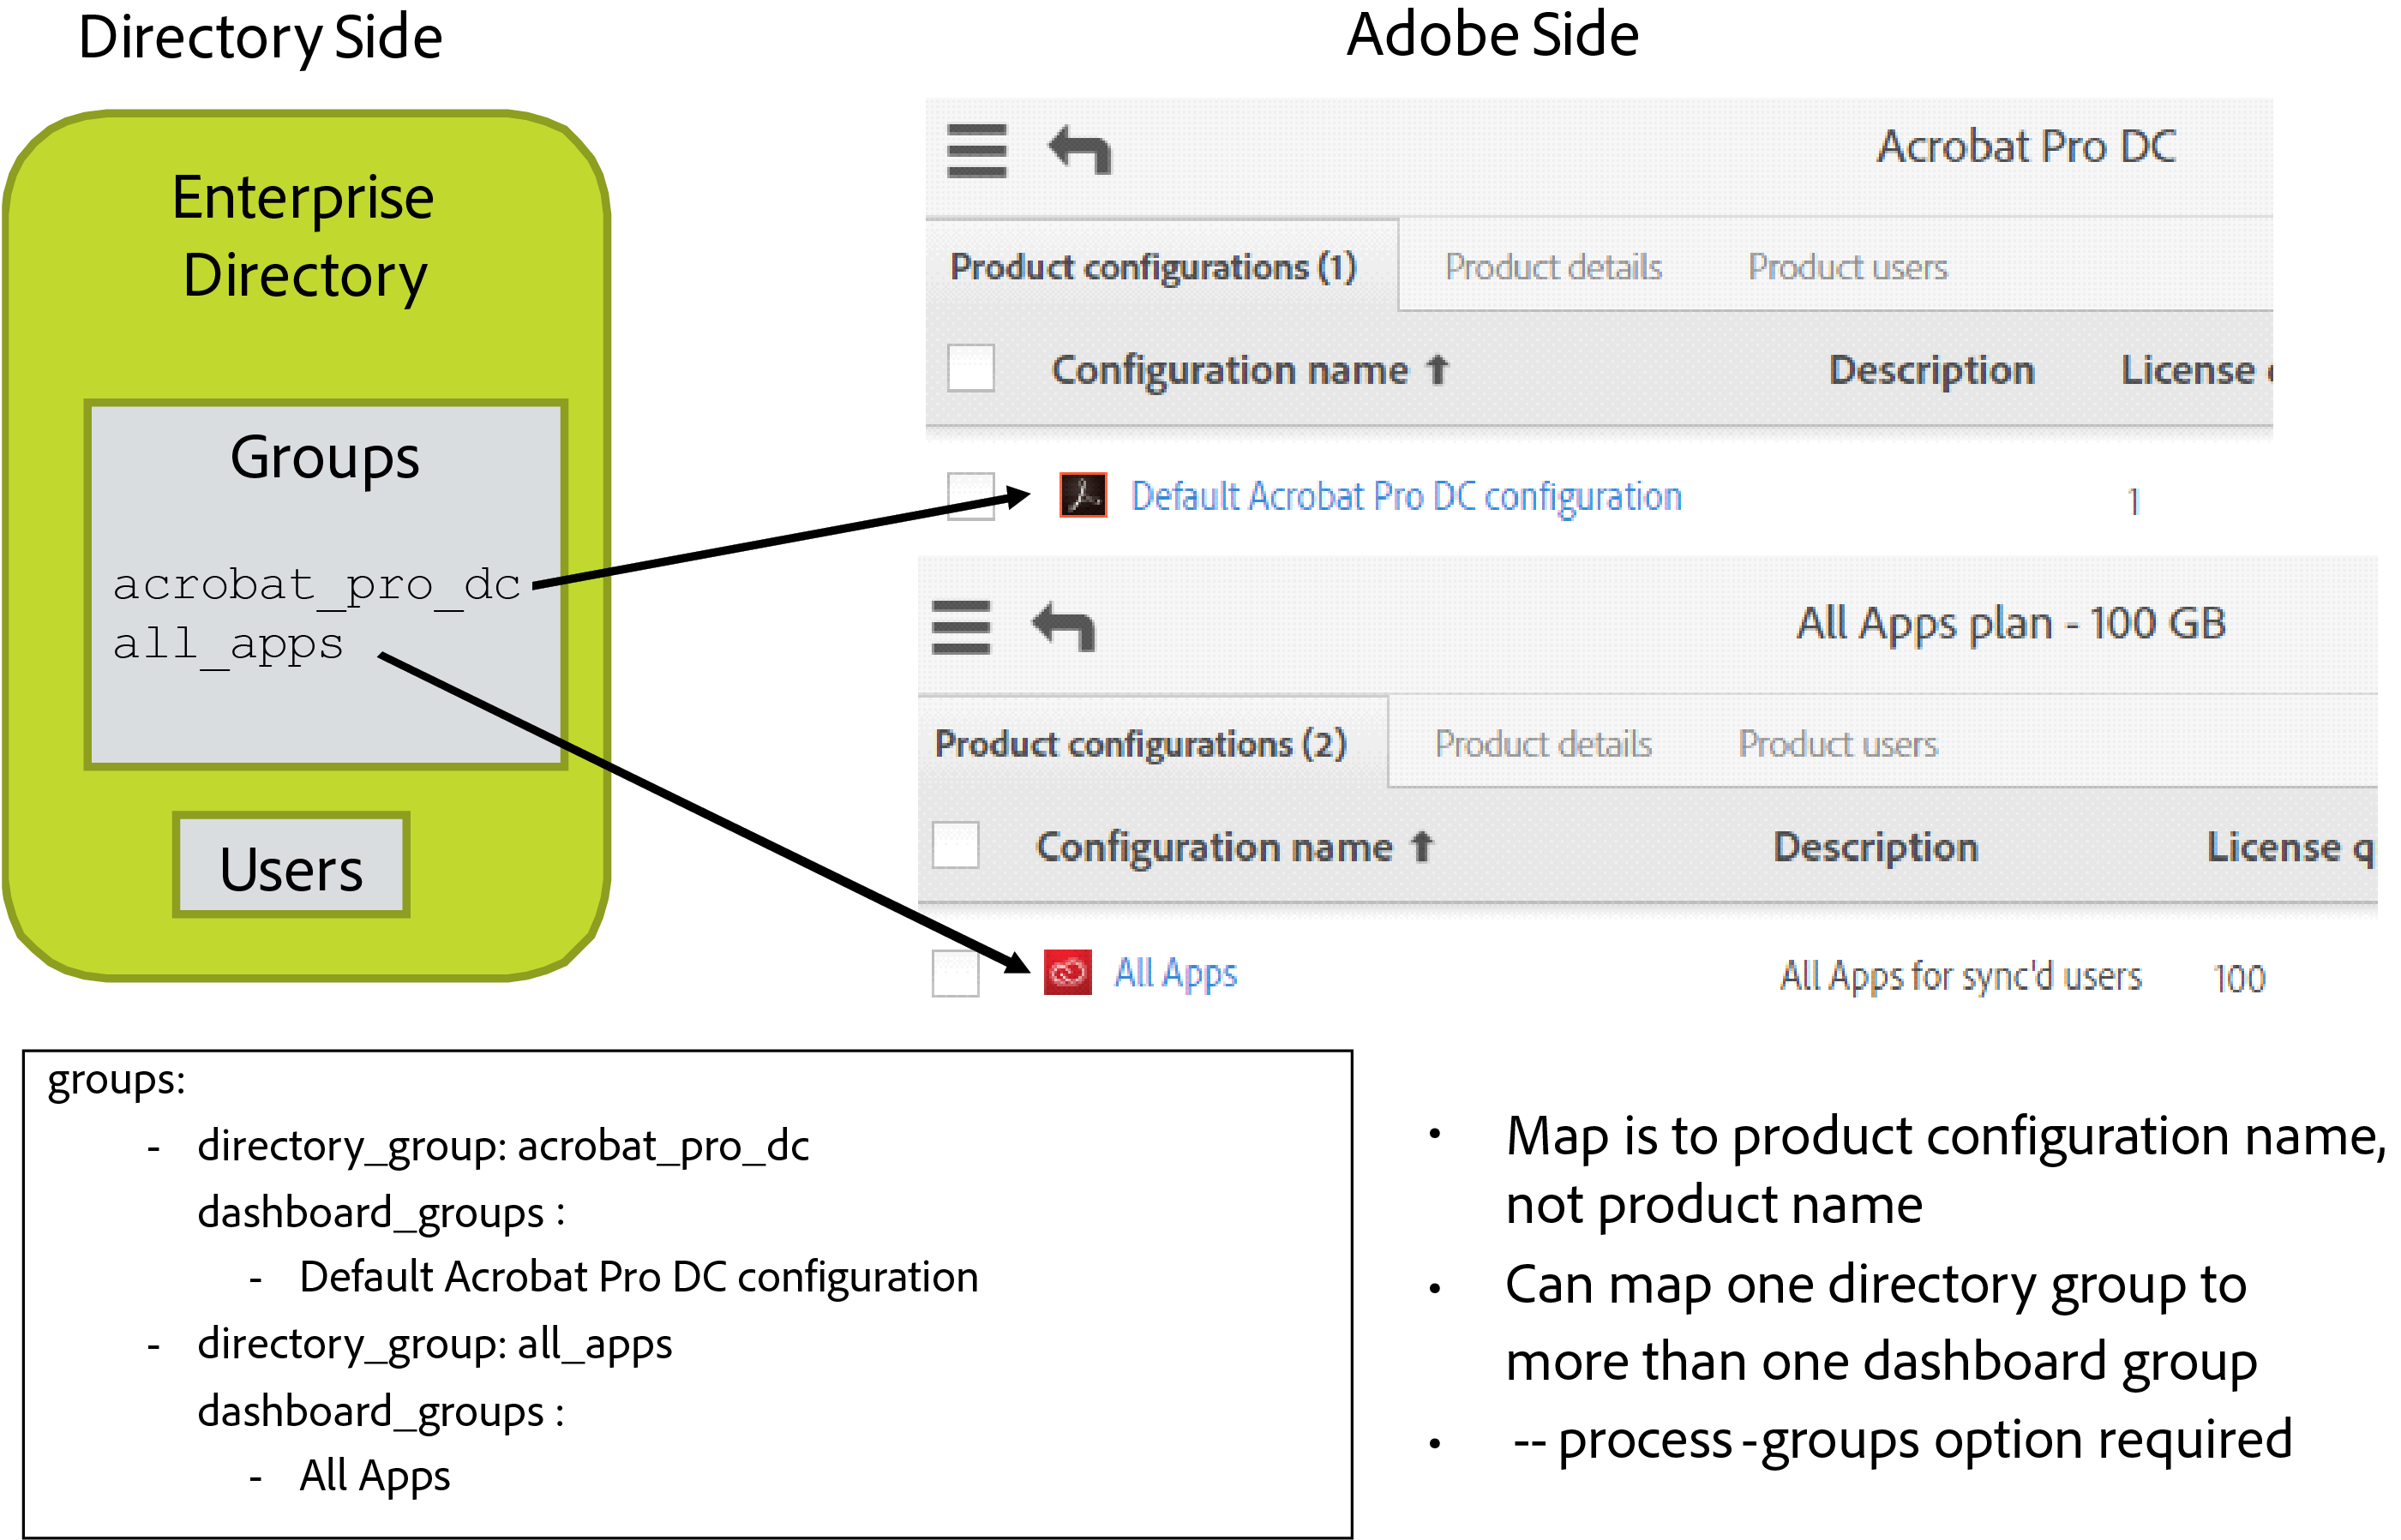 Directory Side
Adobe Side
Enterprise
Directory
Groups
acrobat_pro_dc
all_apps
Users
Acrobat Pro DC
Product configurations (1) Product details Product users
Configuration name Description License
Default Acrobat Pro DC configuration 1
All Apps plan - 100 GB
Product configurations (2) Product details Product users
Configuration name Description License q
All Apps All Apps for sync'd users 100
groups:
- directory_group: acrobat_pro_dc
dashboard_groups :
- Default Acrobat Pro DC configuration
- directory_group: all_apps
dashboard_groups :
- All Apps
• Map is to product configuration name,
not product name
• Can map one directory group to
more than one dashboard group
• -- process -groups option required